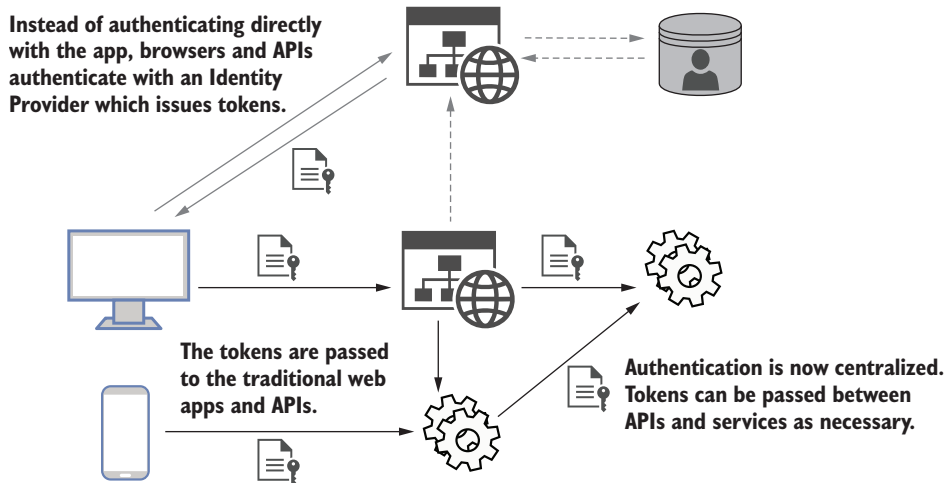 Instead of authenticating directly
with the app, browsers and APIs
authenticate with an Identity
Provider which issues tokens.
The tokens are passed
to the traditional web
apps and APIs.
Authentication is now centralized.
Tokens can be passed between
APIs and services as necessary.